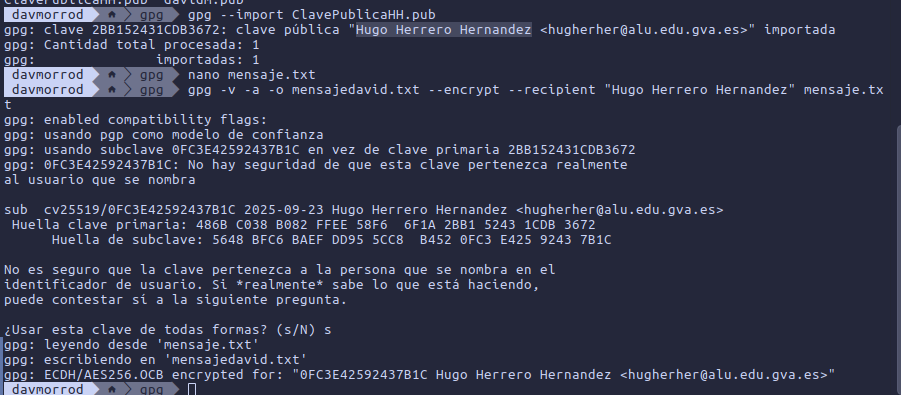 davmorrod gpg gpg --import ClavePublicaHH.pub
gpg: clave 2BB152431CDB3672: clave pública "Hugo Herrero Hernandez <hugherher@alu.edu.gva.es>" importada
gpg: Cantidad total procesada: 1
gpg: importadas: 1
davmorrod gpg nano mensaje.txt
davmorrod gpg gpg -v -a -o mensajedavid.txt --encrypt --recipient "Hugo Herrero Hernandez" mensaje.tx
t
gpg: enabled compatibility flags:
gpg: usando pgp como modelo de confianza
gpg: usando subclave 0FC3E42592437B1C en vez de clave primaria 2BB152431CDB3672
gpg: 0FC3E42592437B1C: No hay seguridad de que esta clave pertenezca realmente
al usuario que se nombra
sub cv25519/0FC3E42592437B1C 2025-09-23 Hugo Herrero Hernandez <hugherher@alu.edu.gva.es>
Huella clave primaria: 486B C038 B082 FFEE 58F6 6F1A 2BB1 5243 1CDB 3672
Huella de subclave: 5648 BFC6 BAEF DD95 5CC8 B452 0FC3 E425 9243 7B1C
No es seguro que la clave pertenezca a la persona que se nombra en el
identificador de usuario. Si *realmente* sabe lo que está haciendo,
puede contestar sí a la siguiente pregunta.
¿Usar esta clave de todas formas? (s/N) s
gpg: leyendo desde 'mensaje.txt'
gpg: escribiendo en 'mensajedavid.txt'
gpg: ECDH/AES256.OCB encrypted for: "0FC3E42592437B1C Hugo Herrero Hernandez <hugherher@alu.edu.gva.es>"
davmorrod gpg